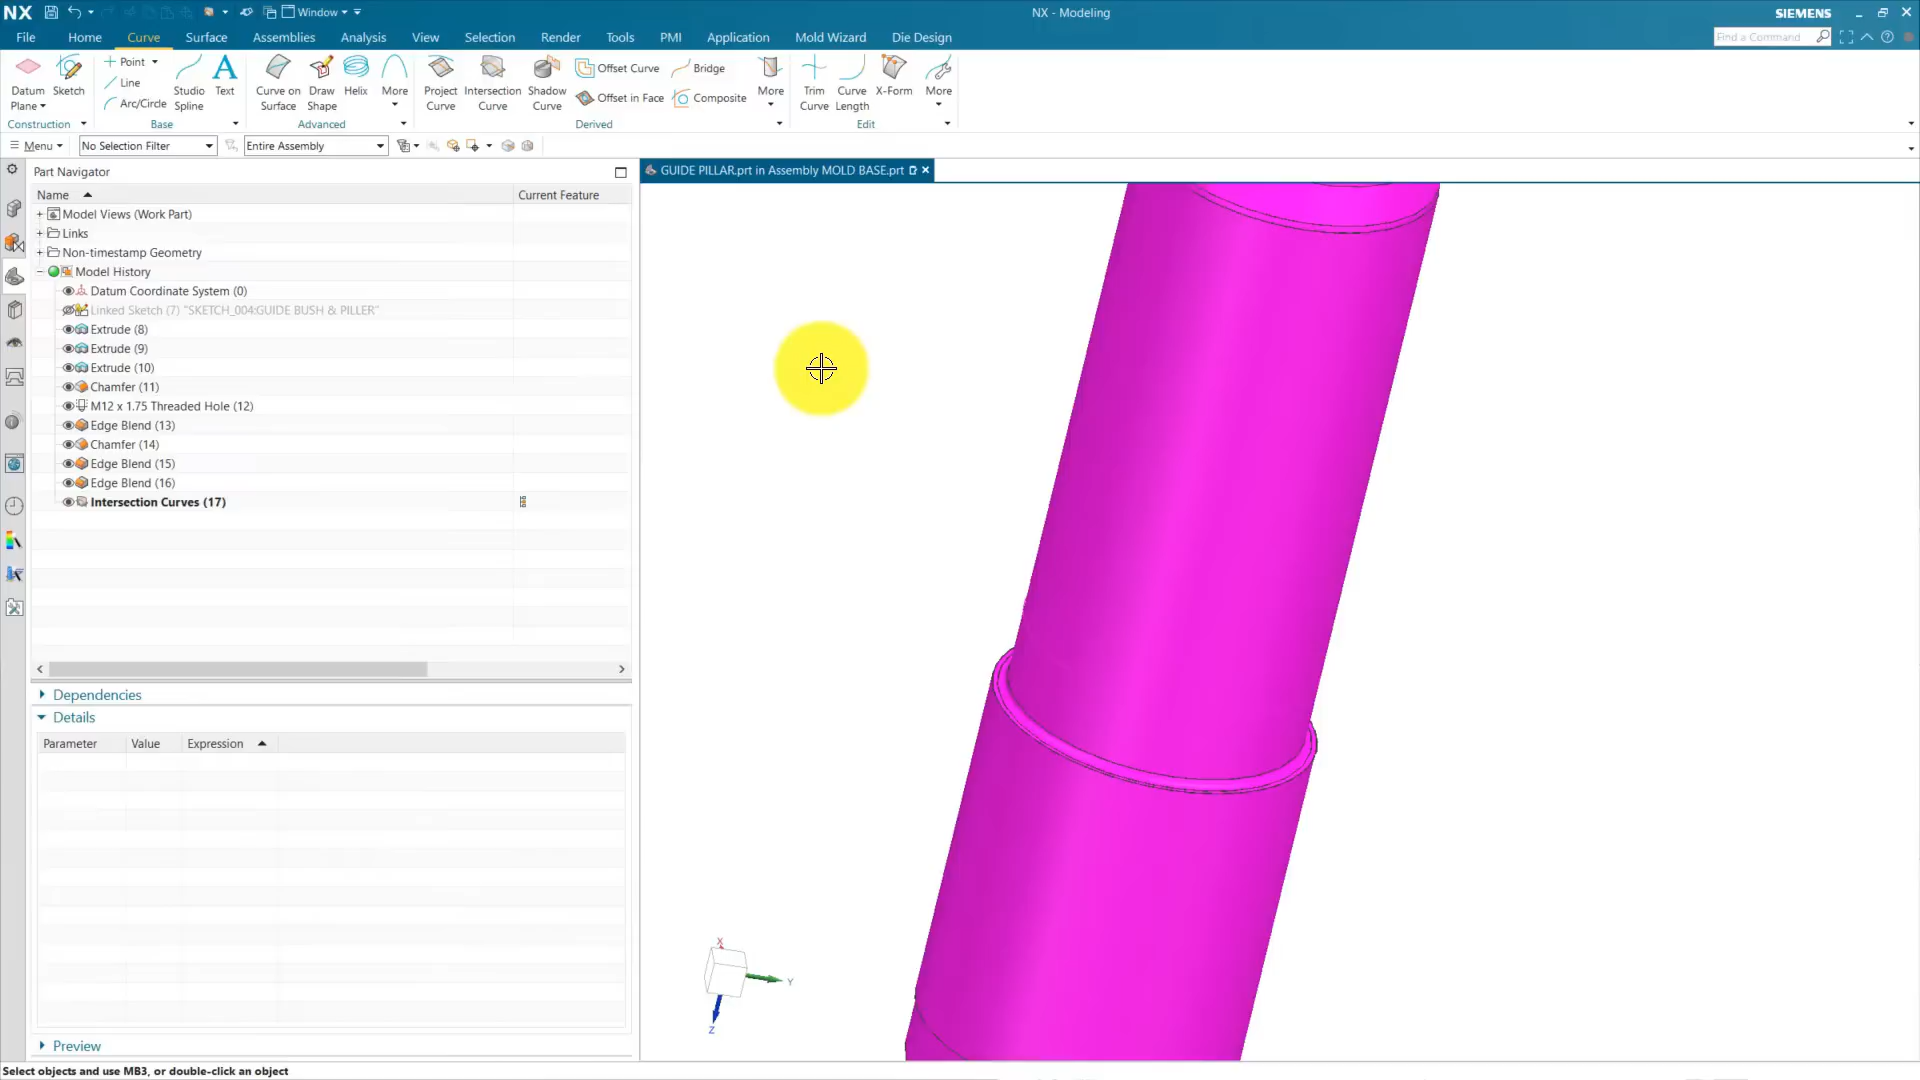 NX
Window
NX - Modeling
SIEMENS
File
Home
Curve
Surface
Assemblies
Analysis
View
Selection
Render
Tools
PMI
Application
Mold Wizard
Die Design
Find a Command
Datum Plane
Sketch
Point
Line
Arc/Circle
Studio Spline
Text
Curve on Surface
Draw Shape
Helix
More
Project Curve
Intersection Curve
Shadow Curve
Offset Curve
Offset in Face
Bridge
Composite
More
Trim Curve
Curve Length
X-Form
More
Construction
Base
Advanced
Derived
Edit
Menu
No Selection Filter
Entire Assembly
Part Navigator
GUIDE PILLAR.prt in Assembly MOLD BASE.prt
Name
Current Feature
Model Views (Work Part)
Links
Non-timestamp Geometry
Model History
Datum Coordinate System (0)
Linked Sketch (7) "SKETCH_004:GUIDE BUSH & PILLER"
Extrude (8)
Extrude (9)
Extrude (10)
Chamfer (11)
M12 x 1.75 Threaded Hole (12)
Edge Blend (13)
Chamfer (14)
Edge Blend (15)
Edge Blend (16)
Intersection Curves (17)
Dependencies
Details
Parameter
Value
Expression
X
Y
Z
Preview
Select objects and use MB3, or double-click an object